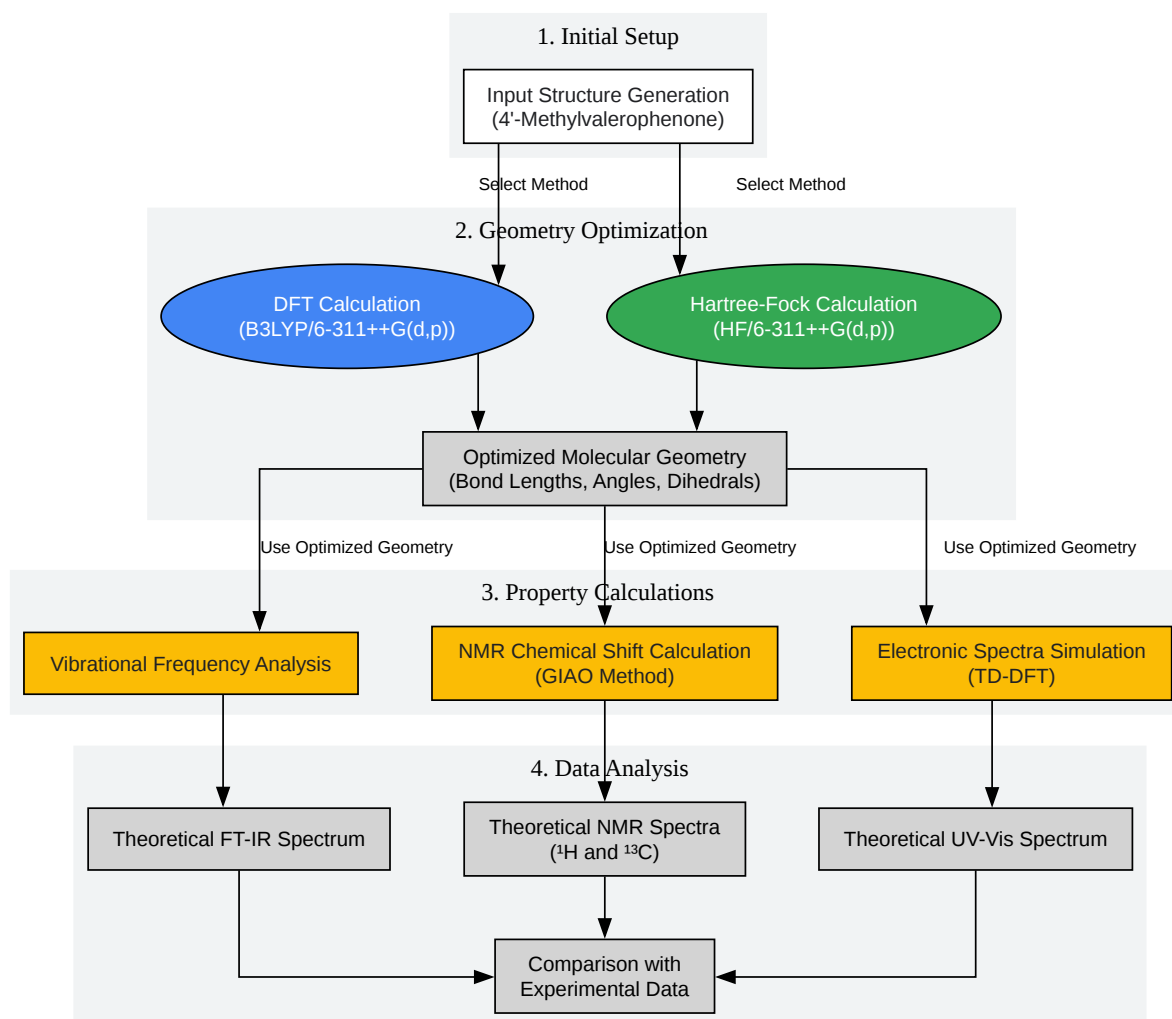 1. Initial Setup
Input Structure Generation
(4'-Methylvalerophenone)
Select Method
Select Method
2. Geometry Optimization
DFT Calculation
(B3LYP/6-311++G(d,p))
Hartree-Fock Calculation
(HF/6-311++G(d,p))
Optimized Molecular Geometry
(Bond Lengths, Angles, Dihedrals)
Use Optimized Geometry
Use Optimized Geometry
Use Optimized Geometry
3. Property Calculations
Vibrational Frequency Analysis
NMR Chemical Shift Calculation
(GIAO Method)
Electronic Spectra Simulation
(TD-DFT)
4. Data Analysis
Theoretical FT-IR Spectrum
Theoretical NMR Spectra
(¹H and ¹³C)
Theoretical UV-Vis Spectrum
Comparison with
Experimental Data